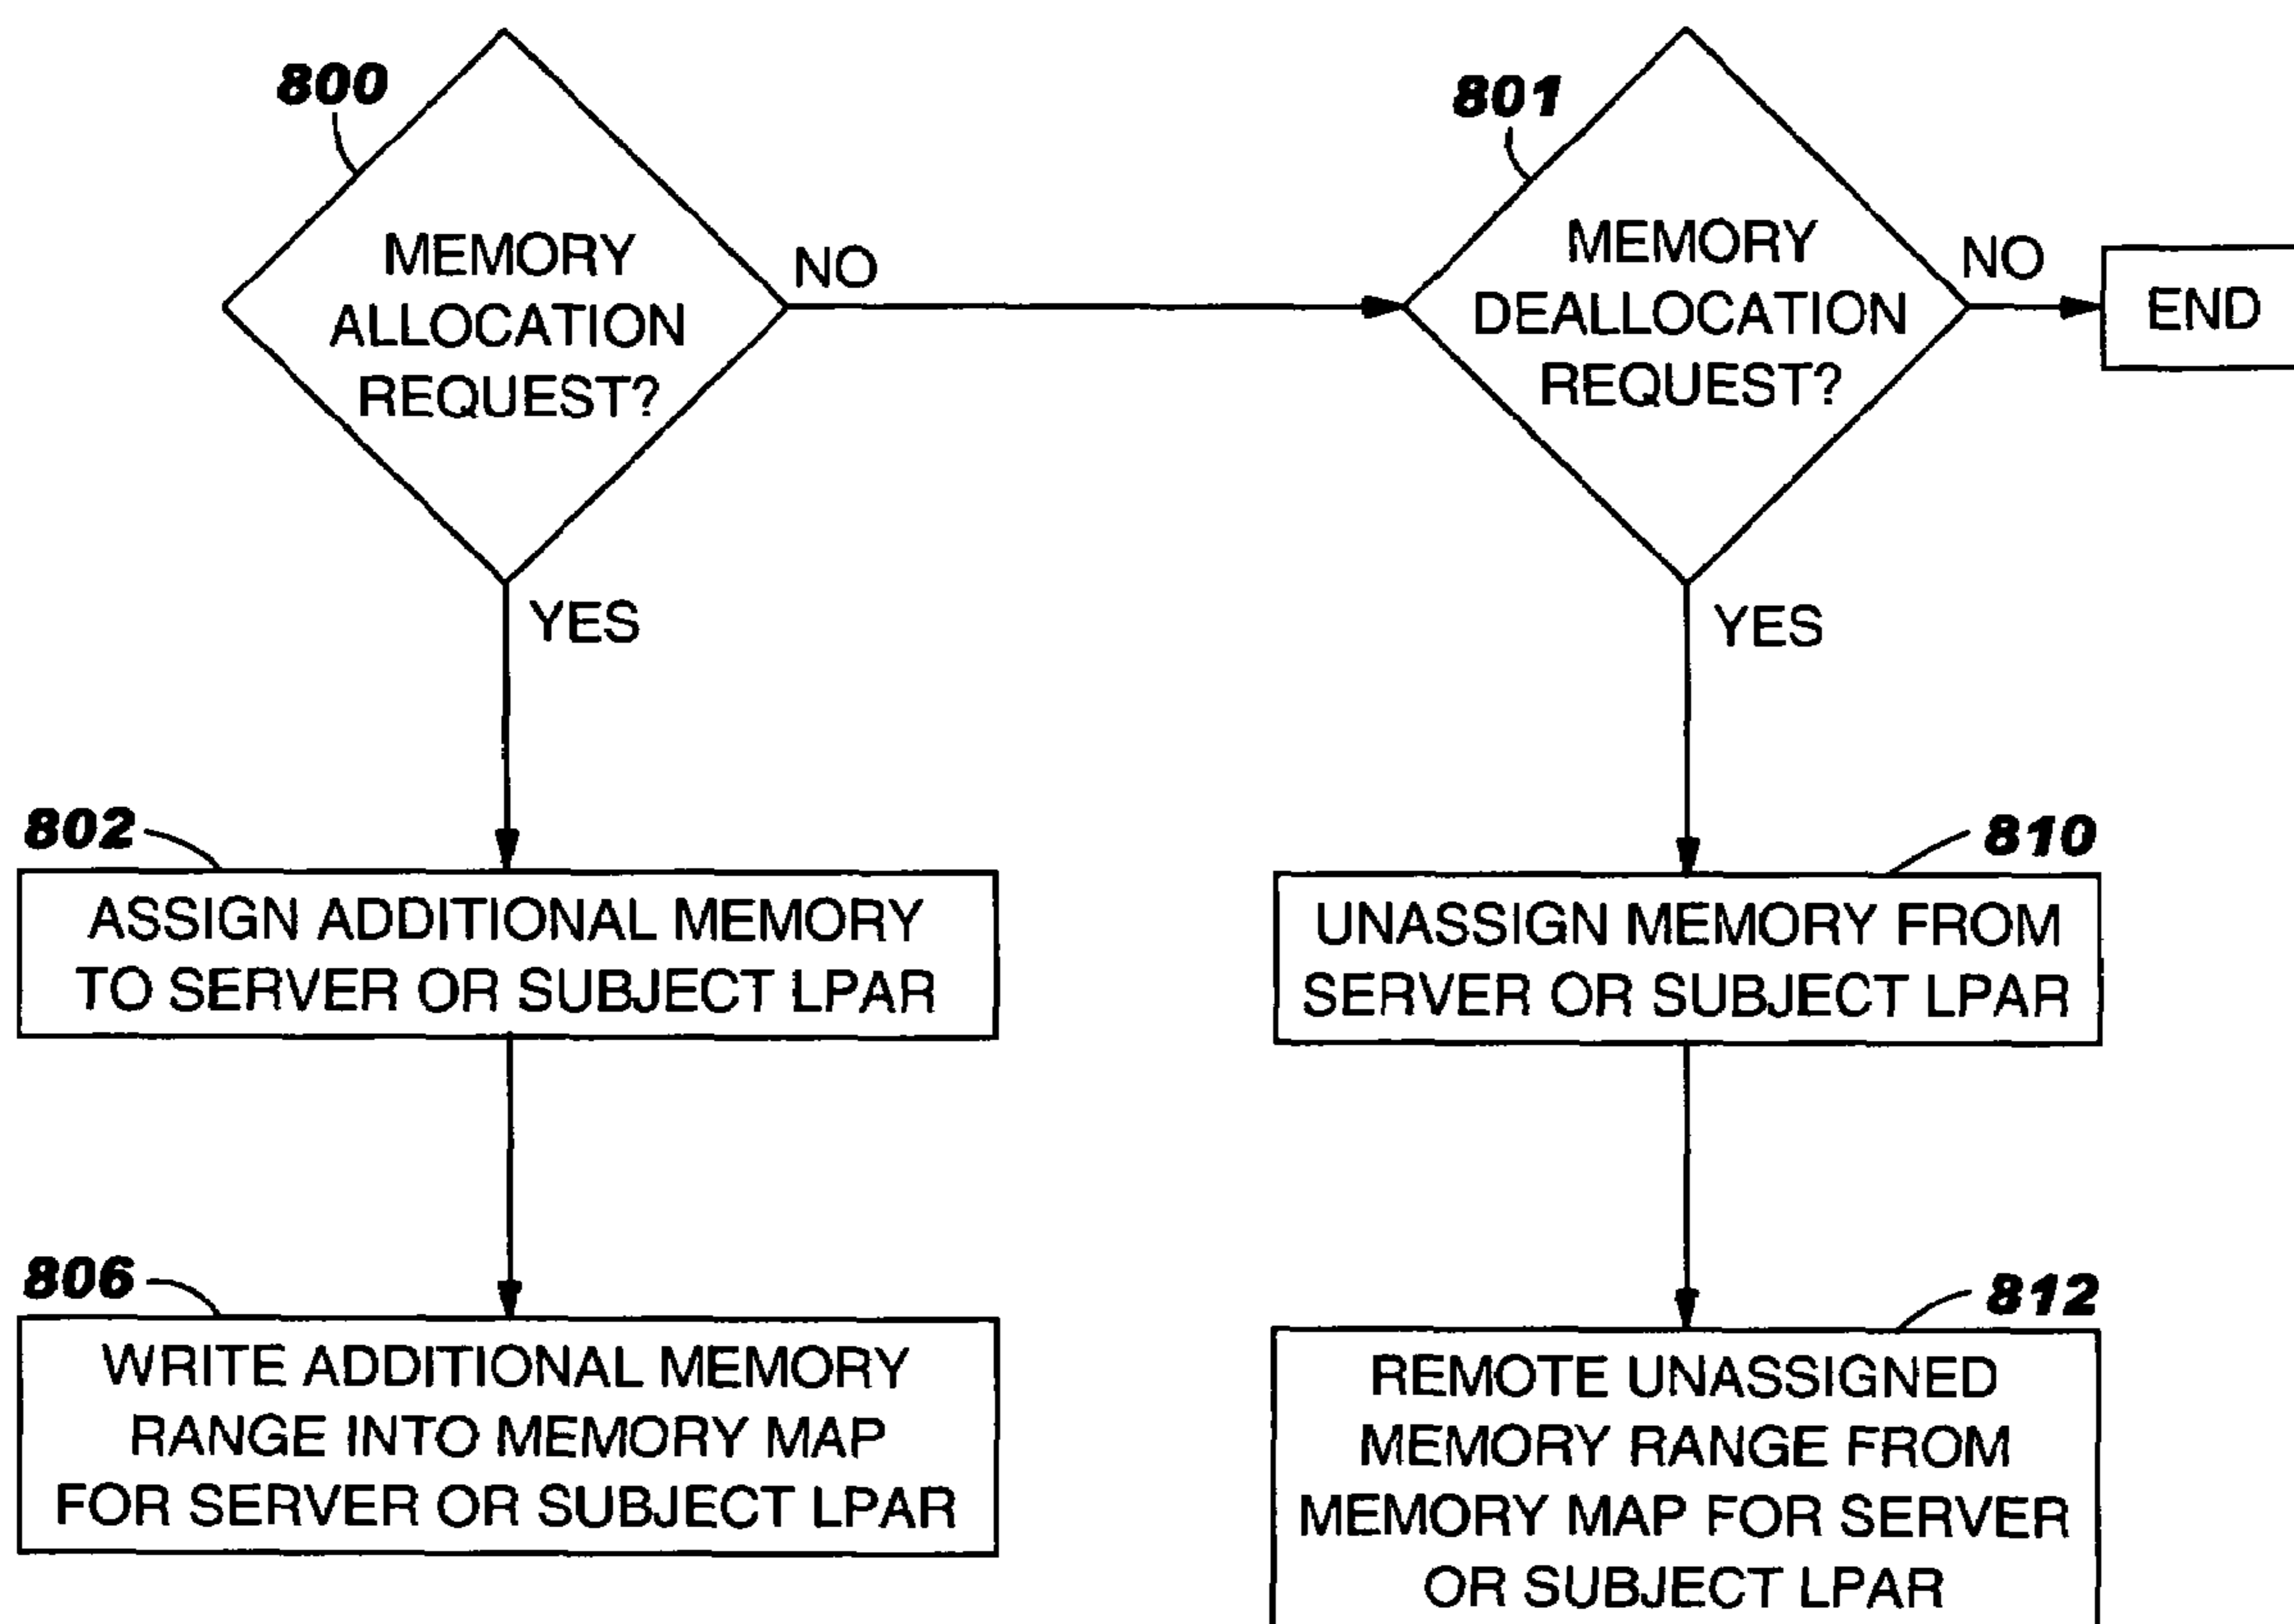 800
MEMORY
ALLOCATION
REQUEST?
NO
YES
801
MEMORY
DEALLOCATION
REQUEST?
NO
END
YES
802
ASSIGN ADDITIONAL MEMORY
TO SERVER OR SUBJECT LPAR
810
UNASSIGN MEMORY FROM
SERVER OR SUBJECT LPAR
806
WRITE ADDITIONAL MEMORY
RANGE INTO MEMORY MAP
FOR SERVER OR SUBJECT LPAR
812
REMOTE UNASSIGNED
MEMORY RANGE FROM
MEMORY MAP FOR SERVER
OR SUBJECT LPAR